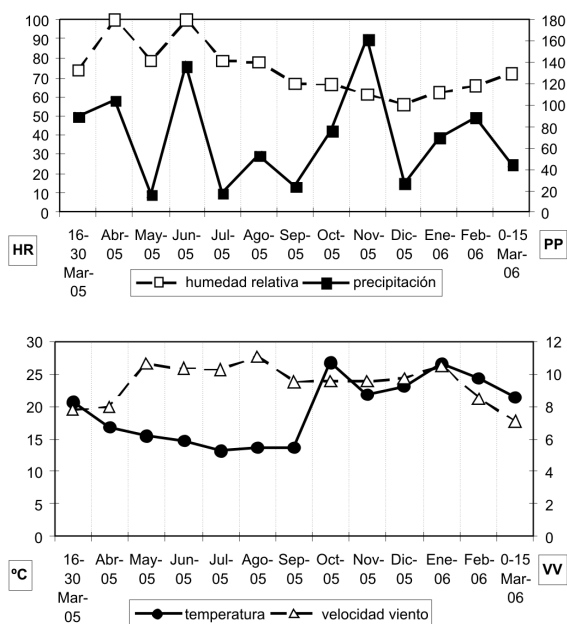 100 180
90 160
80 140
70 120
60 100
50
40 80
30 60
20 40
10 20
0 0
16- Abr- May- Jun- Jul- Ago- Sep- Oct- Nov- Dic- Ene- Feb- 0-15
30 05 05 05 05 05 05 05 05 05 06 06 Mar-
Mar- 06
05
HR PP
humedad relativa precipitación
30 12
25 10
20 8
15 6
10 4
5 2
0 0
16- Abr- May- Jun- Jul- Ago- Sep- Oct- Nov- Dic- Ene- Feb- 0-15
30 05 05 05 05 05 05 05 05 05 06 06 Mar-
Mar- 06
05
ºC VV
temperatura velocidad viento